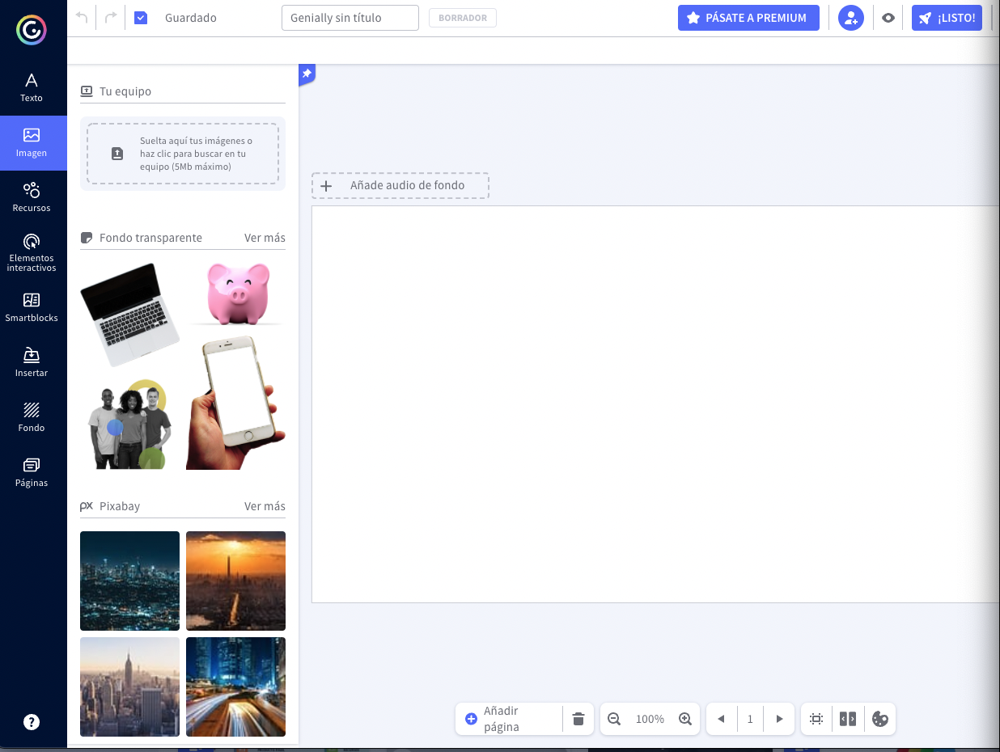 Guardado
Genially sin título
BORRADOR
PÁSATE A PREMIUM
¡LISTO!
Texto
Imagen
Recursos
Elementos
interactivos
Smartblocks
Insertar
Fondo
Páginas
?
Tu equipo
Suelta aquí tus imágenes o
haz clic para buscar en tu
equipo (5Mb máximo)
Fondo transparente
Ver más
px Pixabay
Ver más
Añade audio de fondo
Añadir
página
100%
1